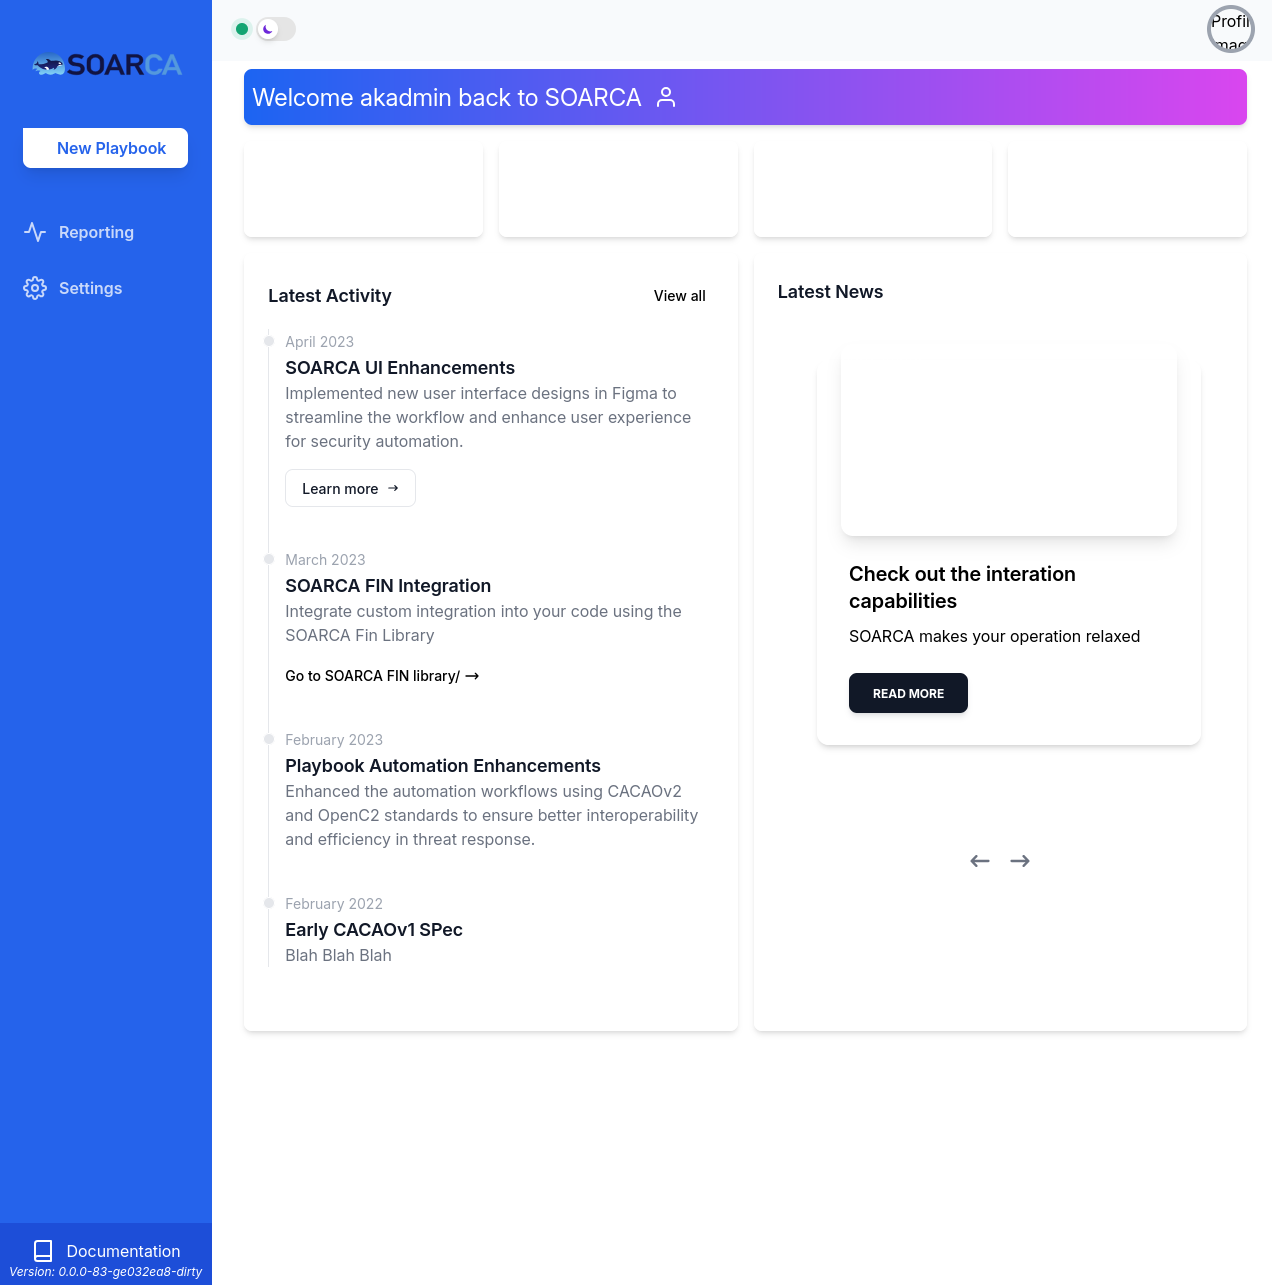 SOARCA
New Playbook
Reporting
Settings
Documentation
Version: 0.0.0-83-ge032ea8-dirty
Welcome akadmin back to SOARCA
Latest Activity
View all
April 2023
SOARCA UI Enhancements
Implemented new user interface designs in Figma to
streamline the workflow and enhance user experience
for security automation.
Learn more →
March 2023
SOARCA FIN Integration
Integrate custom integration into your code using the
SOARCA Fin Library
Go to SOARCA FIN library/ →
February 2023
Playbook Automation Enhancements
Enhanced the automation workflows using CACAOv2
and OpenC2 standards to ensure better interoperability
and efficiency in threat response.
February 2022
Early CACAOv1 SPec
Blah Blah Blah
Latest News
Check out the interation
capabilities
SOARCA makes your operation relaxed
READ MORE